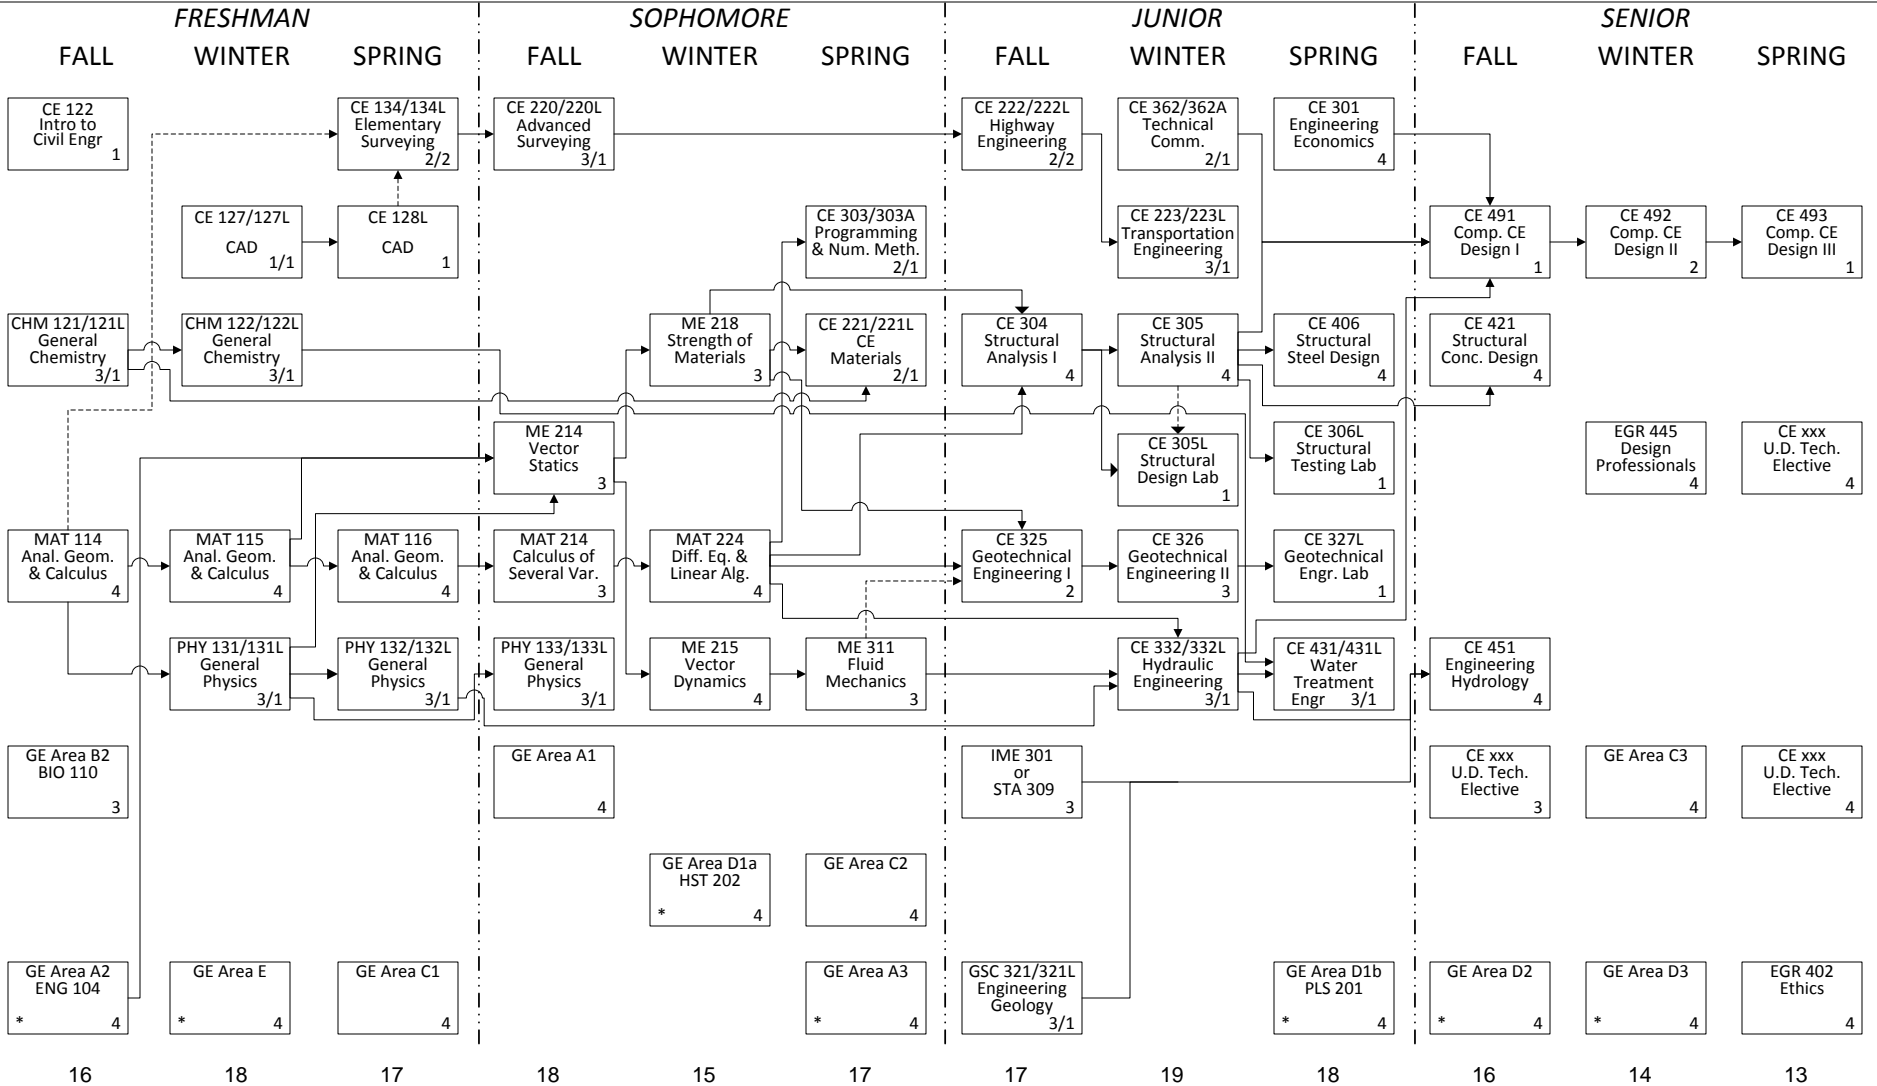 FRESHMAN
SOPHOMORE
JUNIOR
SENIOR
FALL
WINTER
SPRING
FALL
WINTER
SPRING
FALL
WINTER
SPRING
FALL
WINTER
SPRING
CE 122
Intro to
Civil Engr
1
CE 134/134L
Elementary
Surveying
2/2
CE 220/220L
Advanced
Surveying
3/1
CE 222/222L
Highway
Engineering
2/2
CE 362/362A
Technical
Comm.
2/1
CE 301
Engineering
Economics
4
CE 127/127L
CAD
1/1
CE 128L
CAD
1
CE 303/303A
Programming
& Num. Meth.
2/1
CE 223/223L
Transportation
Engineering
3/1
CE 491
Comp. CE
Design I
1
CE 492
Comp. CE
Design II
2
CE 493
Comp. CE
Design III
1
CHM 121/121L
General
Chemistry
3/1
CHM 122/122L
General
Chemistry
3/1
ME 218
Strength of
Materials
3
CE 221/221L
CE
Materials
2/1
CE 304
Structural
Analysis I
4
CE 305
Structural
Analysis II
4
CE 406
Structural
Steel Design
4
CE 421
Structural
Conc. Design
4
ME 214
Vector
Statics
3
CE 305L
Structural
Design Lab
1
CE 306L
Structural
Testing Lab
1
EGR 445
Design
Professionals
4
CE xxx
U.D. Tech.
Elective
4
MAT 114
Anal. Geom.
& Calculus
4
MAT 115
Anal. Geom.
& Calculus
4
MAT 116
Anal. Geom.
& Calculus
4
MAT 214
Calculus of
Several Var.
3
MAT 224
Diff. Eq. &
Linear Alg.
4
CE 325
Geotechnical
Engineering I
2
CE 326
Geotechnical
Engineering II
3
CE 327L
Geotechnical
Engr. Lab
1
PHY 131/131L
General
Physics
3/1
PHY 132/132L
General
Physics
3/1
PHY 133/133L
General
Physics
3/1
ME 215
Vector
Dynamics
4
ME 311
Fluid
Mechanics
3
CE 332/332L
Hydraulic
Engineering
3/1
CE 431/431L
Water
Treatment
Engr 3/1
CE 451
Engineering
Hydrology
4
GE Area B2
BIO 110
3
GE Area A1
4
IME 301
or
STA 309
3
CE xxx
U.D. Tech.
Elective
3
GE Area C3
4
CE xxx
U.D. Tech.
Elective
4
GE Area D1a
HST 202
* 4
GE Area C2
4
GE Area A2
ENG 104
* 4
GE Area E
* 4
GE Area C1
4
GE Area A3
* 4
GSC 321/321L
Engineering
Geology
3/1
GE Area D1b
PLS 201
* 4
GE Area D2
* 4
GE Area D3
* 4
EGR 402
Ethics
4
16
18
17
18
15
17
17
19
18
16
14
13